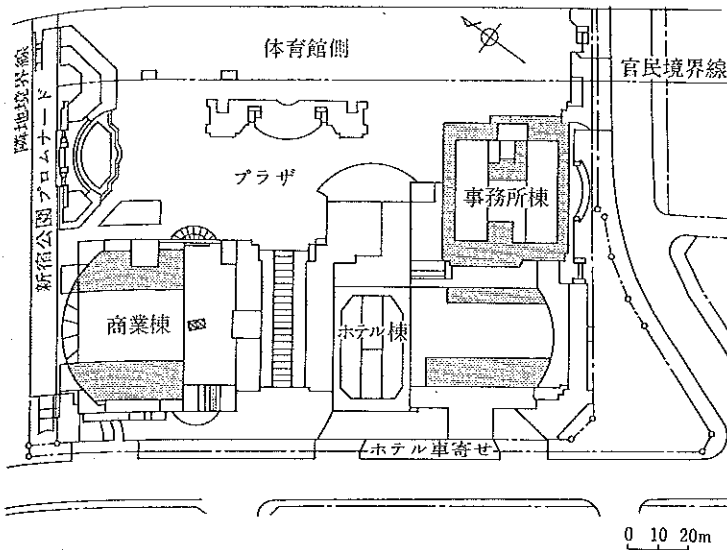 体育館側
官民境界線
隣地境界線
新宿公園プロムナード
プラザ
事務所棟
商業棟
ホテル棟
ホテル車寄せ
0 10 20m